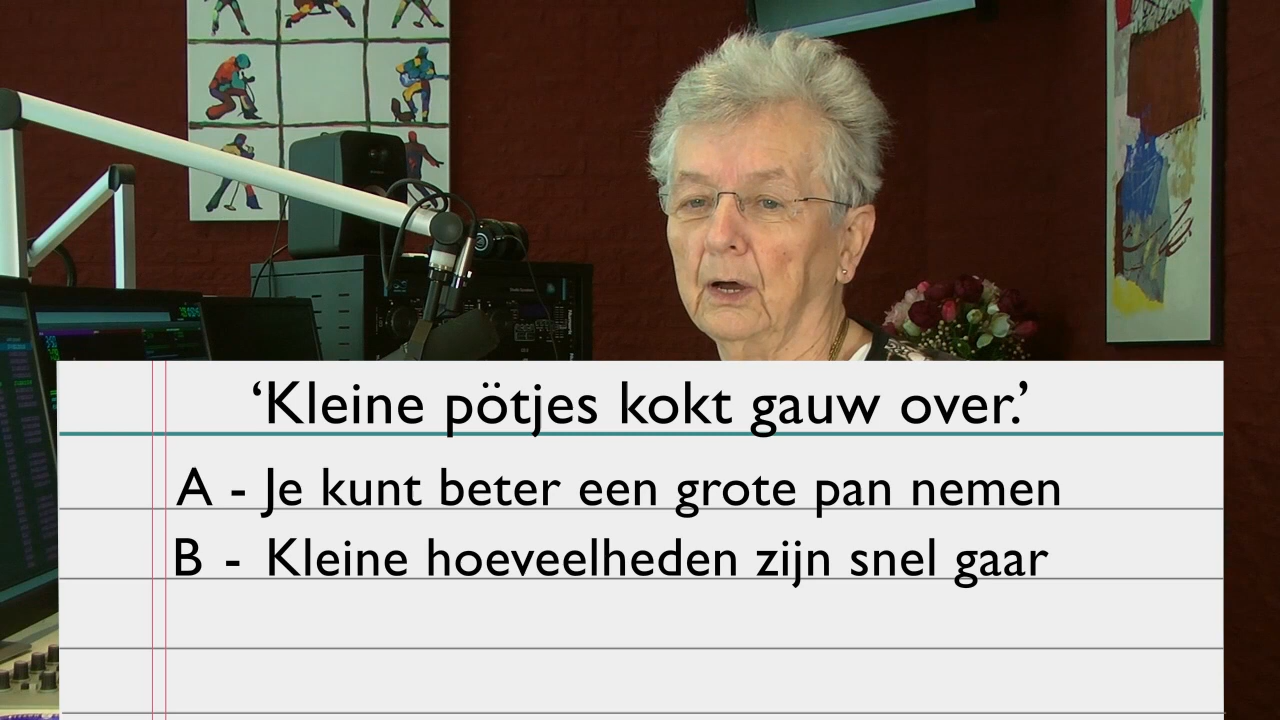 ‘Kleine pötjes kokt gauw over.’
A - Je kunt beter een grote pan nemen
B - Kleine hoeveelheden zijn snel gaar